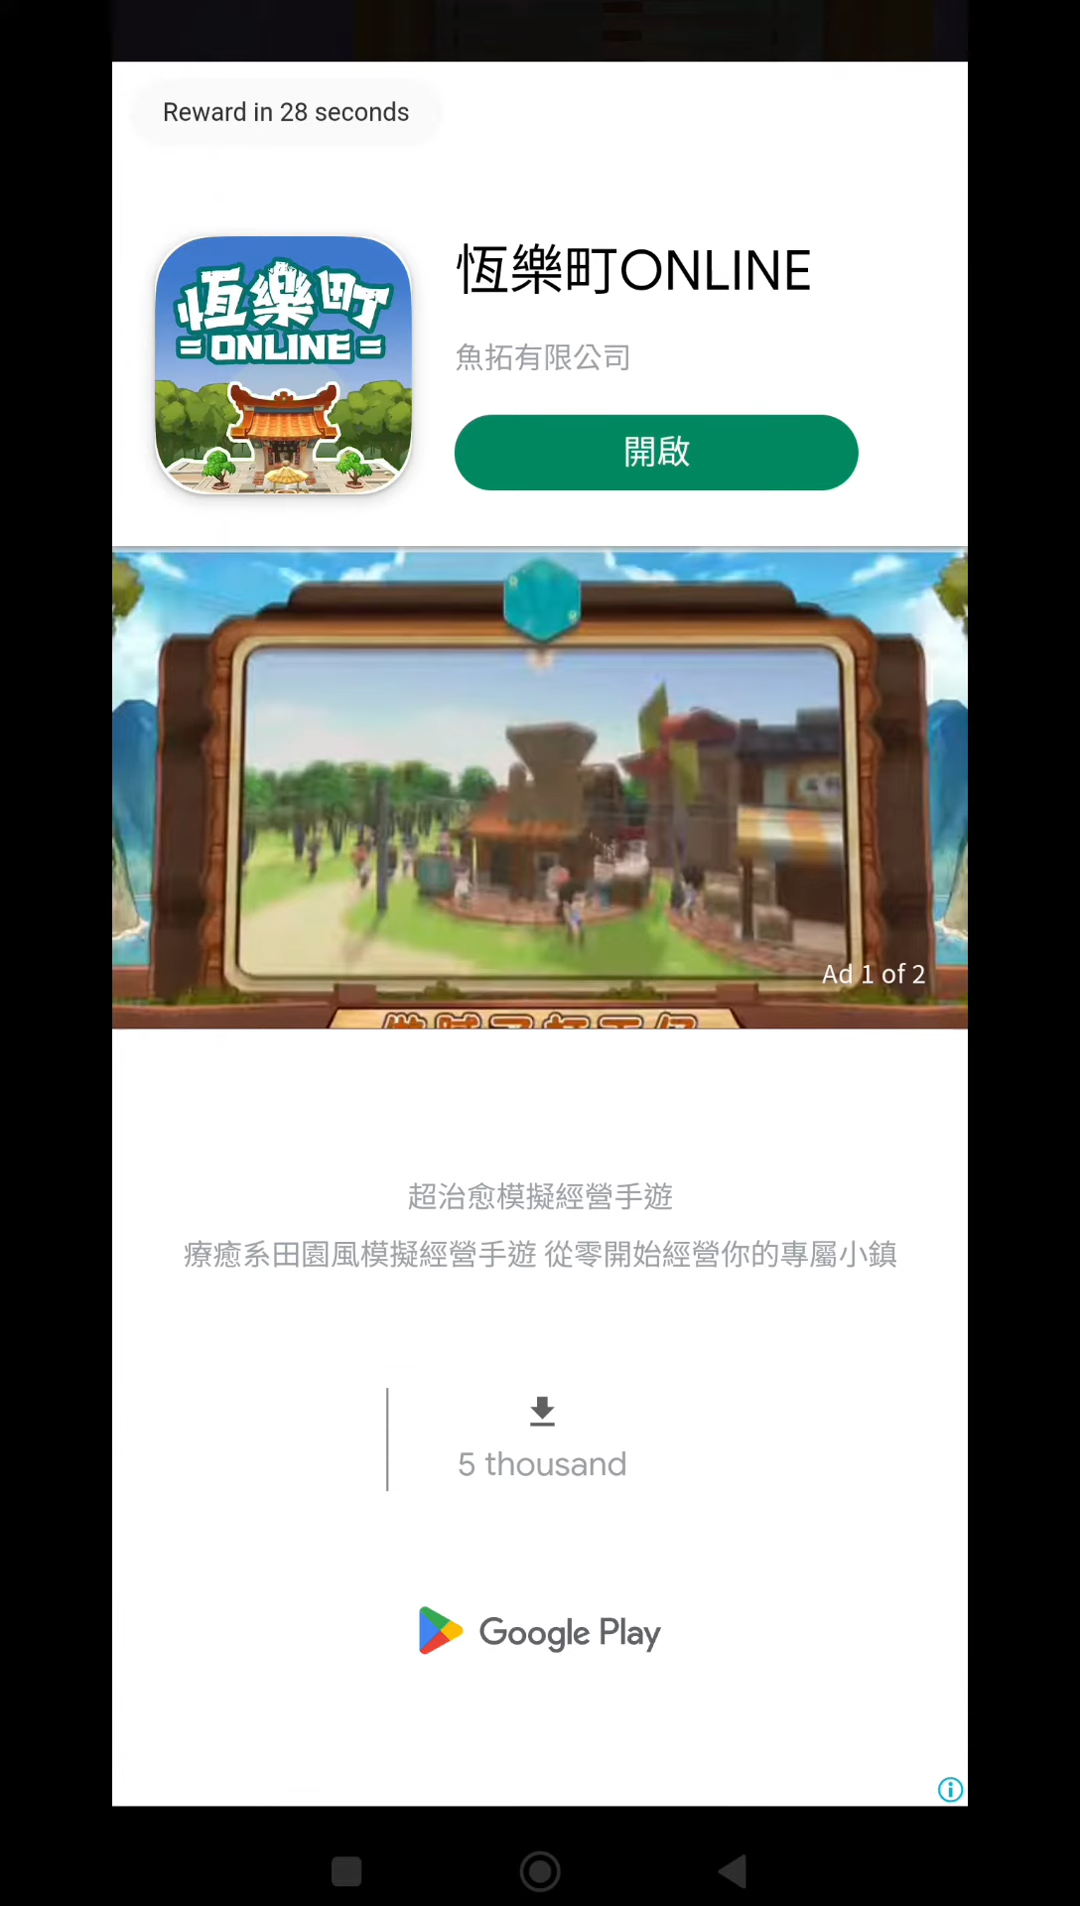 Reward in 28 seconds
恆樂町
ONLINE
恆樂町ONLINE
魚拓有限公司
開啟
Ad 1 of 2
超治愈模擬經營手遊
療癒系田園風模擬經營手遊 從零開始經營你的專屬小鎮
5 thousand
Google Play